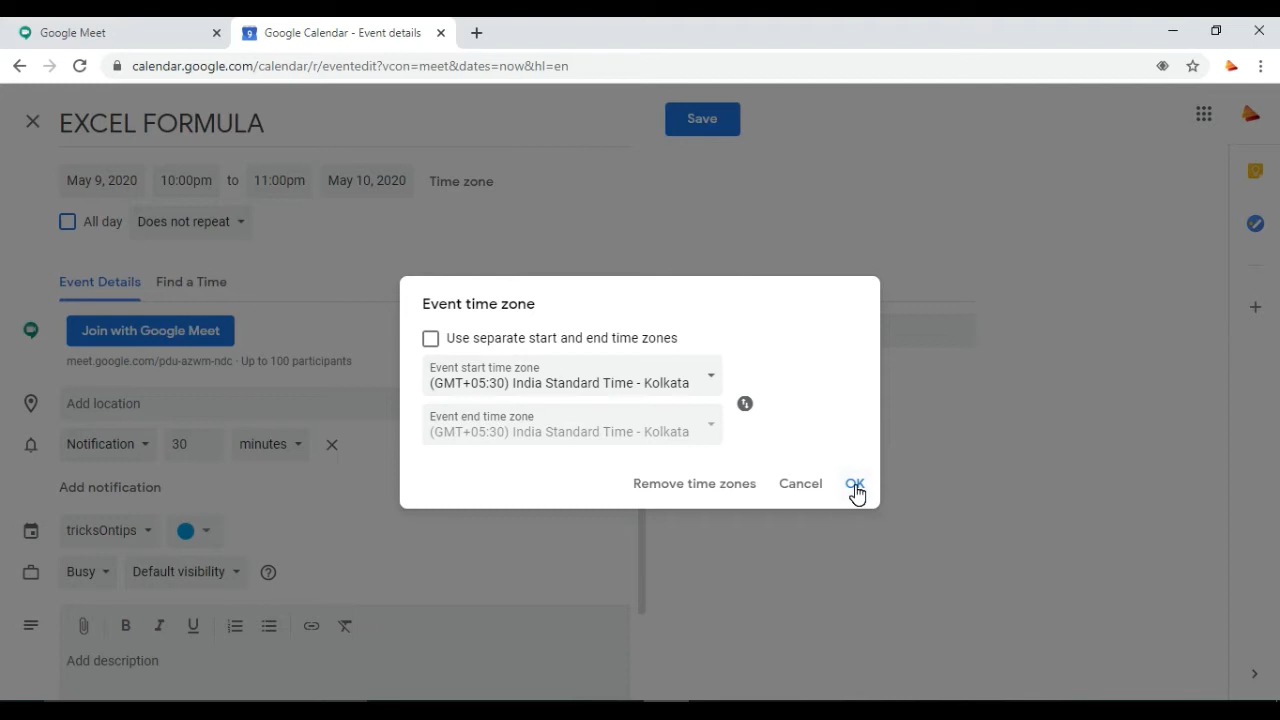 Google Meet
9 Google Calendar - Event details
calendar.google.com/calendar/r/eventedit?vcon=meet&dates=now&hl=en
EXCEL FORMULA
Save
May 9, 2020 10:00pm to 11:00pm May 10, 2020 Time zone
All day Does not repeat
Event Details Find a Time
Join with Google Meet
meet.google.com/pdu-azwm-ndc · Up to 100 participants
Add location
Notification 30 minutes
Add notification
tricksOntips
Busy Default visibility ?
B I U
Add description
Event time zone
Use separate start and end time zones
Event start time zone
(GMT+05:30) India Standard Time - Kolkata
Event end time zone
(GMT+05:30) India Standard Time - Kolkata
Remove time zones Cancel OK